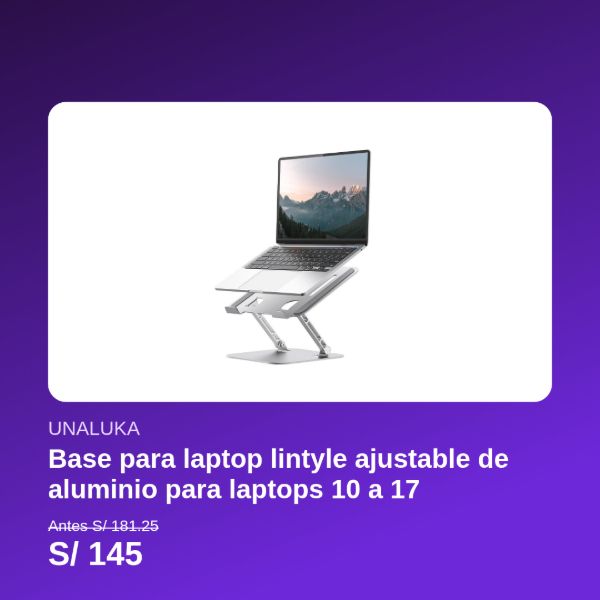 UNALUKA
Base para laptop lintyle ajustable de
aluminio para laptops 10 a 17
Antes S/ 181.25
S/ 145